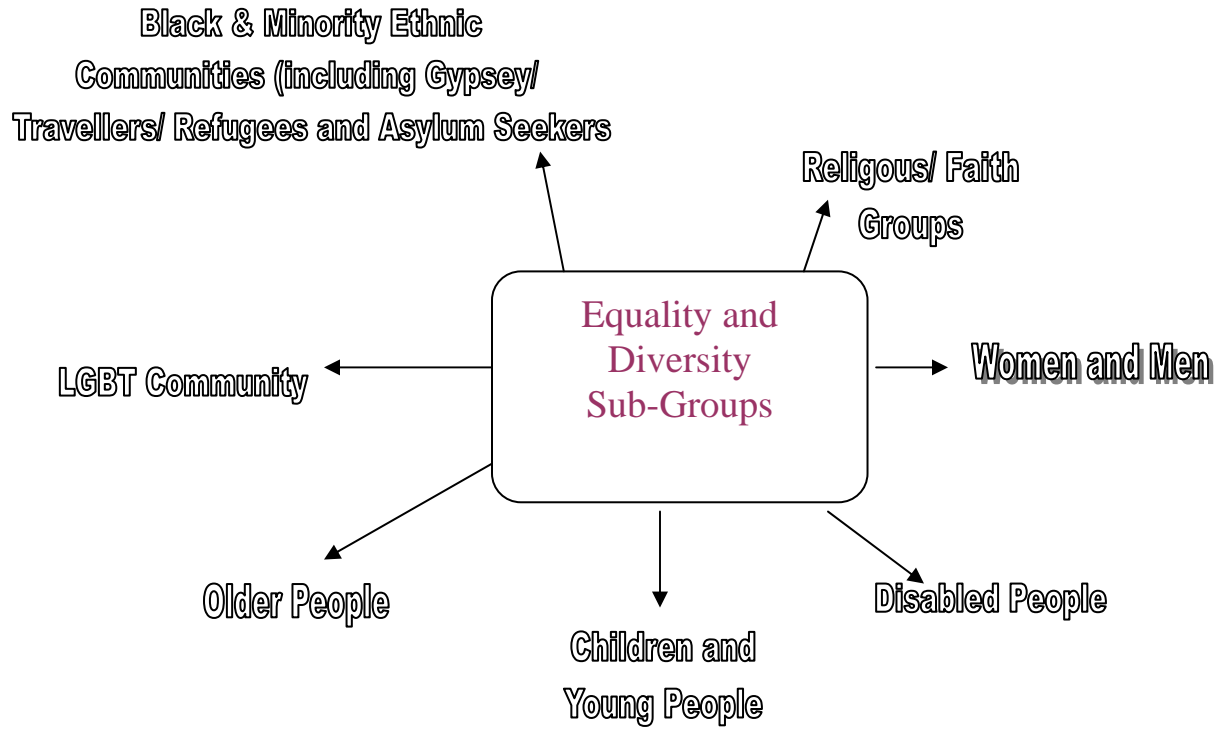 Black & Minority Ethnic
Communities (including Gypsey/
Travellers/ Refugees and Asylum Seekers
Religous/ Faith
Groups
Equality and
Diversity
Sub-Groups
Women and Men
LGBT Community
Older People
Disabled People
Children and
Young People